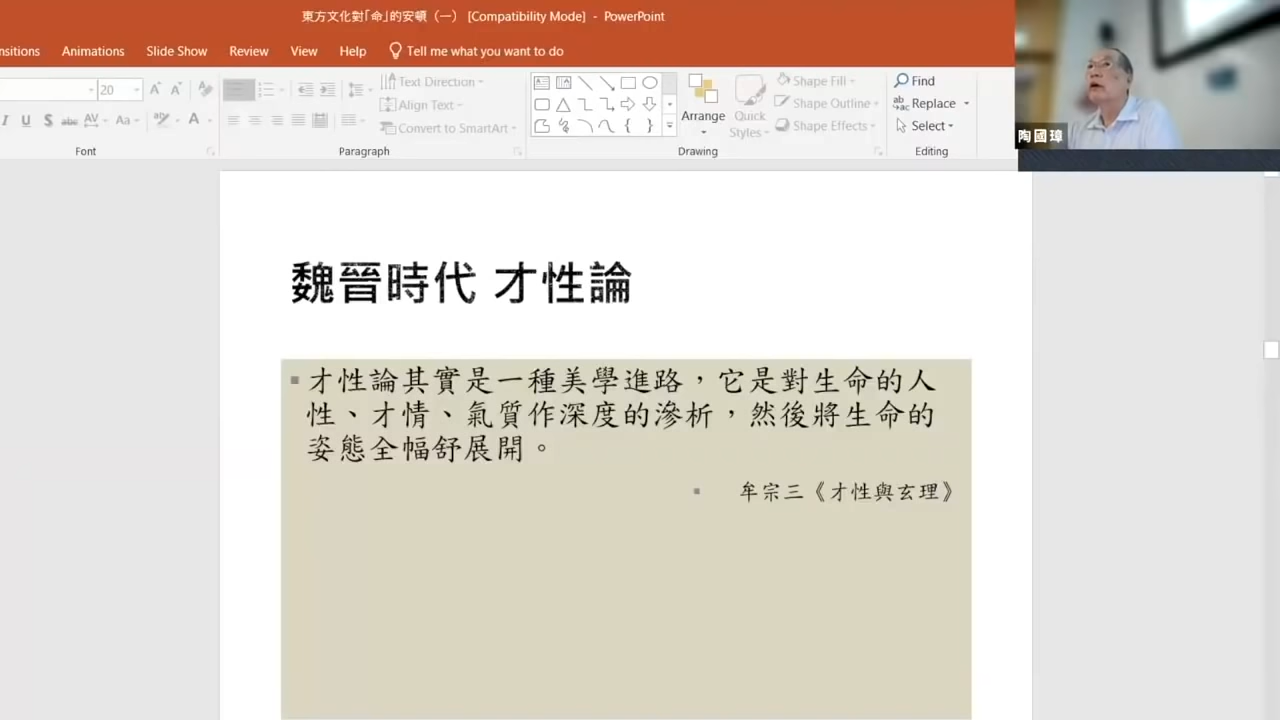 東方文化對「命」的安頓（一） [Compatibility Mode] - PowerPoint
nsitions Animations Slide Show Review View Help Tell me what you want to do
20 Text Direction Shape Fill Find
Align Text Arrange Quick Styles Shape Outline Replace
Convert to SmartArt Shape Effects Select
Font Paragraph Drawing Editing
陶國璋
魏晉時代 才性論
才性論其實是一種美學進路，它是對生命的人
性、才情、氣質作深度的滲析，然後將生命的
姿態全幅舒展開。
牟宗三《才性與玄理》